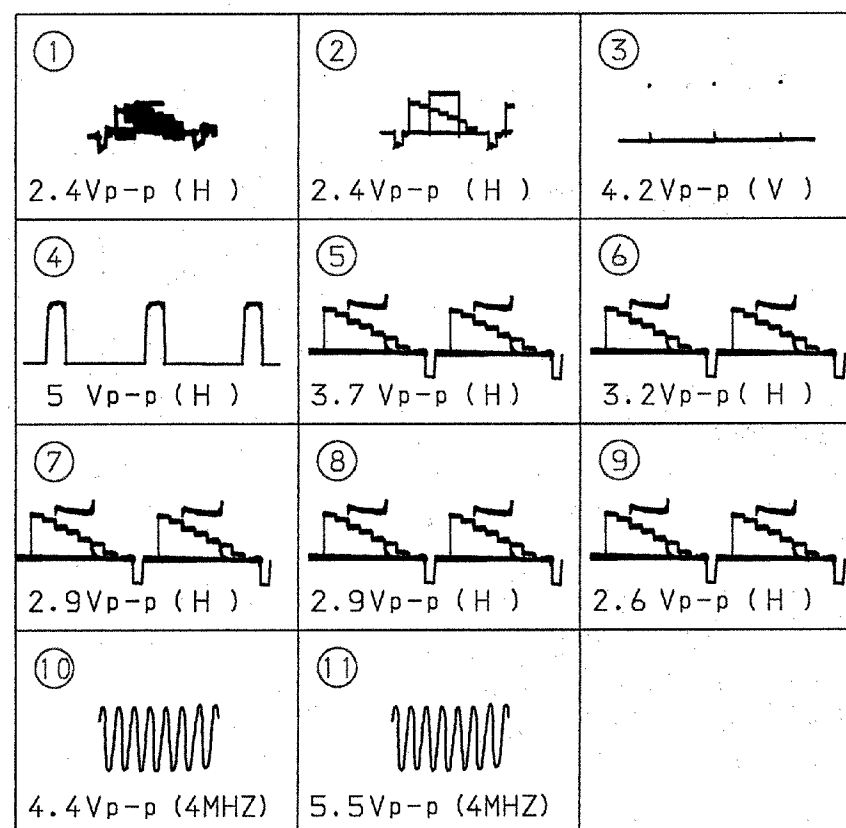 ① ② ③
2.4Vp-p (H) 2.4Vp-p (H) 4.2Vp-p (V)
④ ⑤ ⑥
5 Vp-p (H) 3.7 Vp-p (H) 3.2Vp-p (H)
⑦ ⑧ ⑨
2.9Vp-p (H) 2.9Vp-p (H) 2.6 Vp-p (H)
⑩ ⑪
4.4Vp-p (4MHZ) 5.5Vp-p (4MHZ)